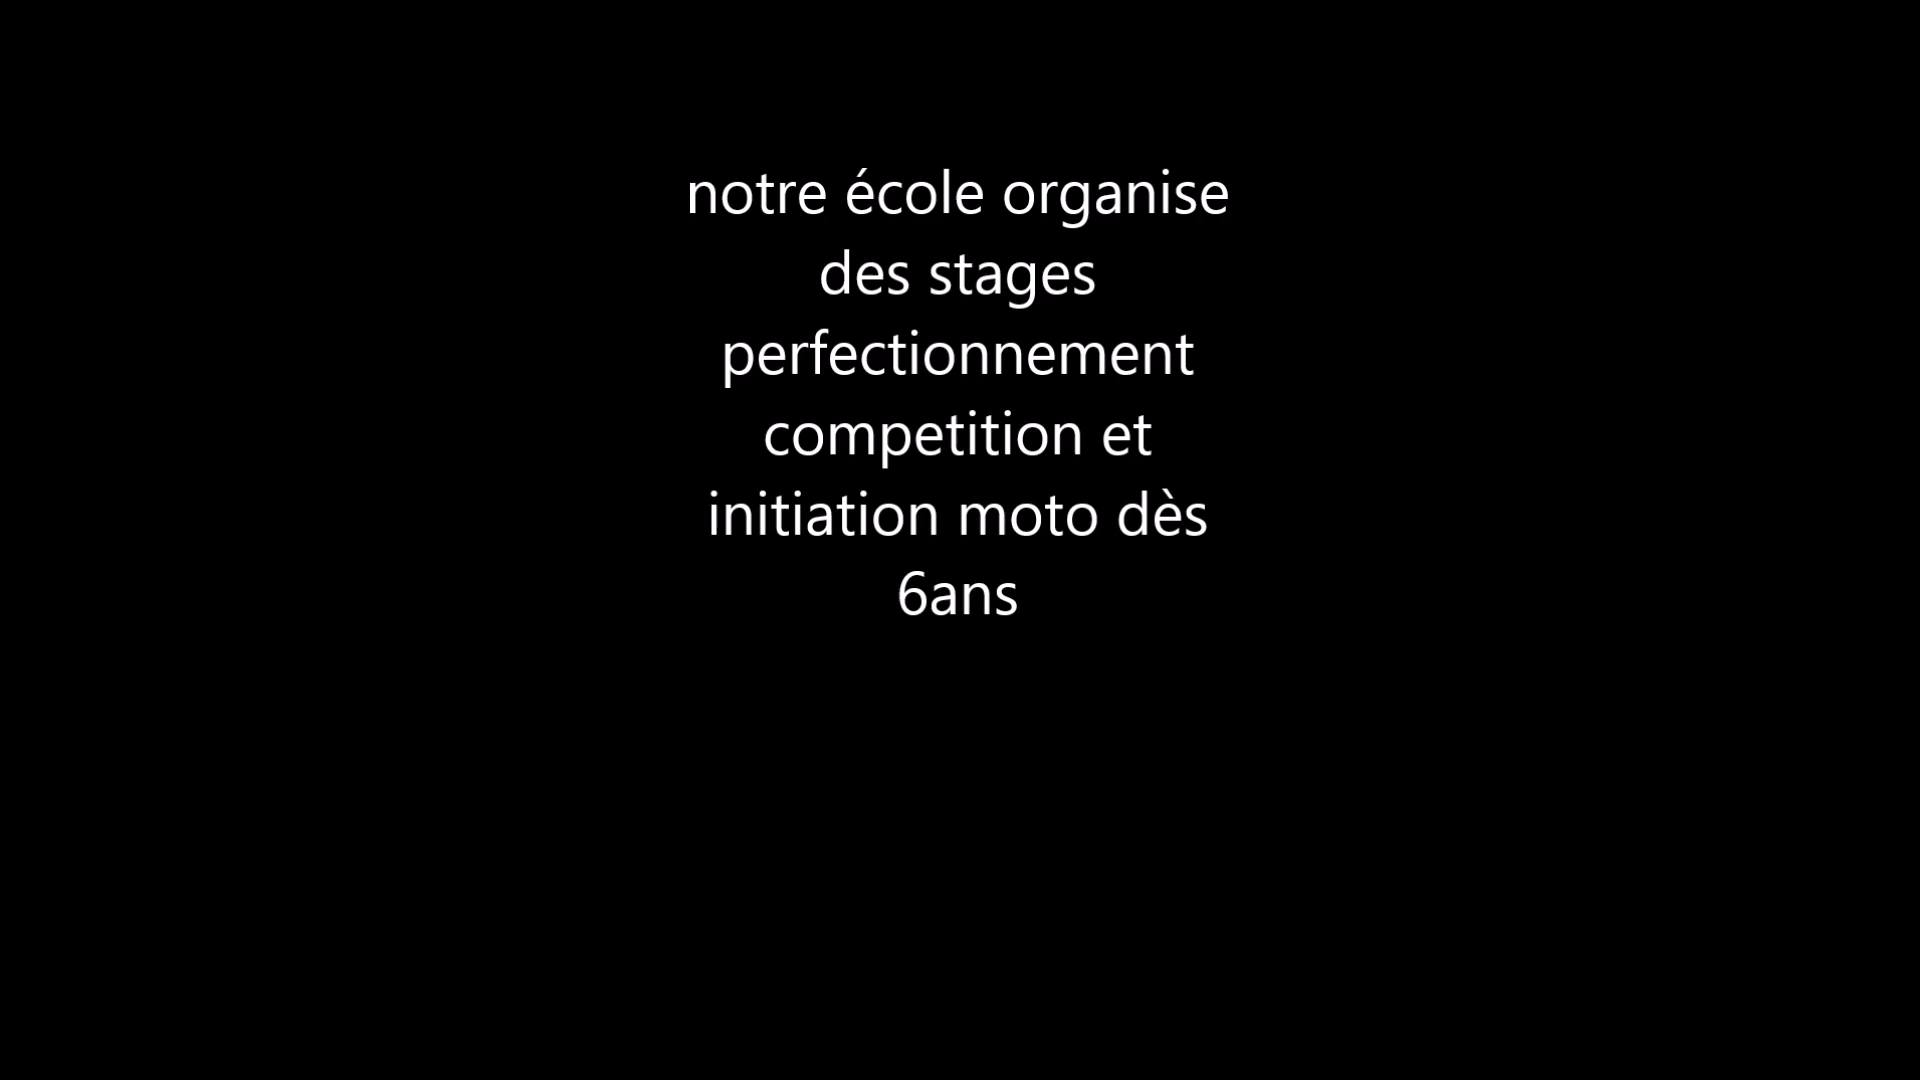 notre école organise
des stages
perfectionnement
competition et
initiation moto dès
6ans